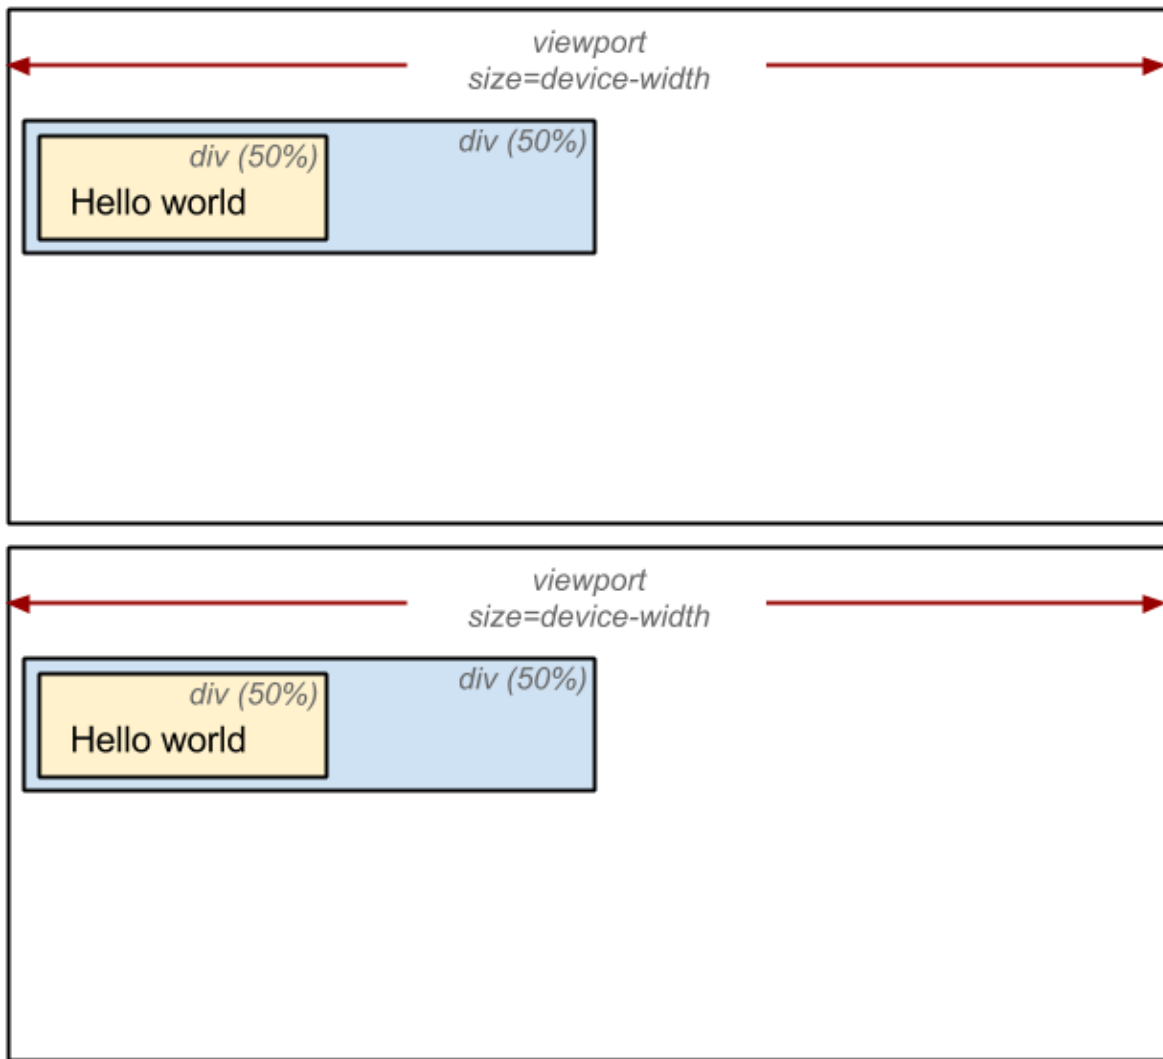 viewport
size=device-width
div (50%)
div (50%)
Hello world
viewport
size=device-width
div (50%)
div (50%)
Hello world